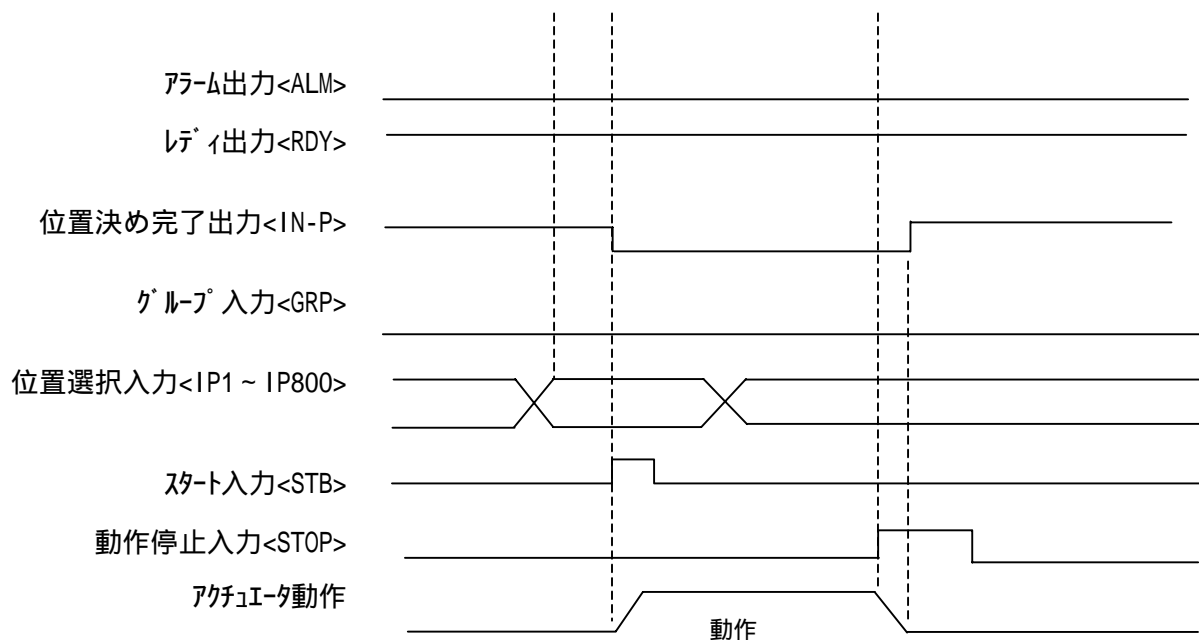 ｱﾗｰﾑ出力<ALM>
ﾚﾃﾞｨ出力<RDY>
位置決め完了出力<IN-P>
ｸﾞﾙｰﾌﾟ入力<GRP>
位置選択入力<IP1~IP800>
ｽﾀｰﾄ入力<STB>
動作停止入力<STOP>
ｱｸﾁｭｴｰﾀ動作
動作